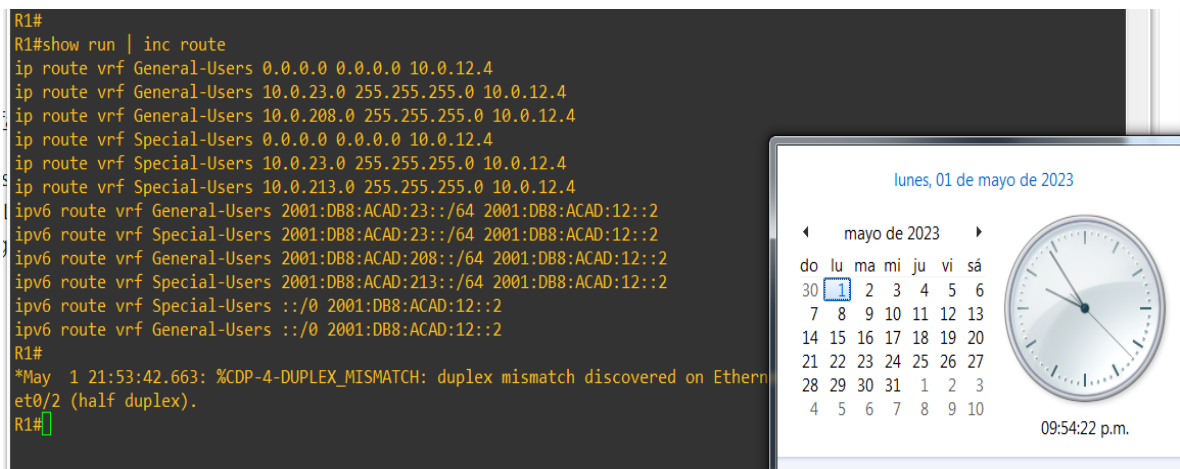 R1#
R1#show run | inc route
ip route vrf General-Users 0.0.0.0 0.0.0.0 10.0.12.4
ip route vrf General-Users 10.0.23.0 255.255.255.0 10.0.12.4
ip route vrf General-Users 10.0.208.0 255.255.255.0 10.0.12.4
ip route vrf Special-Users 0.0.0.0 0.0.0.0 10.0.12.4
ip route vrf Special-Users 10.0.23.0 255.255.255.0 10.0.12.4
ip route vrf Special-Users 10.0.213.0 255.255.255.0 10.0.12.4
ipv6 route vrf General-Users 2001:DB8:ACAD:23::/64 2001:DB8:ACAD:12::2
ipv6 route vrf Special-Users 2001:DB8:ACAD:23::/64 2001:DB8:ACAD:12::2
ipv6 route vrf General-Users 2001:DB8:ACAD:208::/64 2001:DB8:ACAD:12::2
ipv6 route vrf Special-Users 2001:DB8:ACAD:213::/64 2001:DB8:ACAD:12::2
ipv6 route vrf Special-Users ::/0 2001:DB8:ACAD:12::2
ipv6 route vrf General-Users ::/0 2001:DB8:ACAD:12::2
R1#
*May  1 21:53:42.663: %CDP-4-DUPLEX_MISMATCH: duplex mismatch discovered on Ethern
et0/2 (half duplex).
R1#
lunes, 01 de mayo de 2023
mayo de 2023
do lu ma mi ju vi sá
30 1 2 3 4 5 6
7 8 9 10 11 12 13
14 15 16 17 18 19 20
21 22 23 24 25 26 27
28 29 30 31 1 2 3
4 5 6 7 8 9 10
09:54:22 p.m.